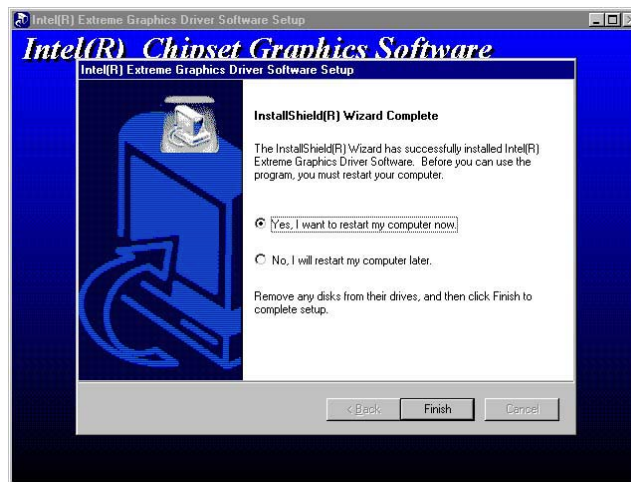 Intel(R) Extreme Graphics Driver Software Setup
Intel(R) Chipset Graphics Software
Intel(R) Extreme Graphics Driver Software Setup
InstallShield(R) Wizard Complete
The InstallShield(R) Wizard has successfully installed Intel(R)
Extreme Graphics Driver Software. Before you can use the
program, you must restart your computer.
Yes, I want to restart my computer now.
No, I will restart my computer later.
Remove any disks from their drives, and then click Finish to
complete setup.
< Back
Finish
Cancel